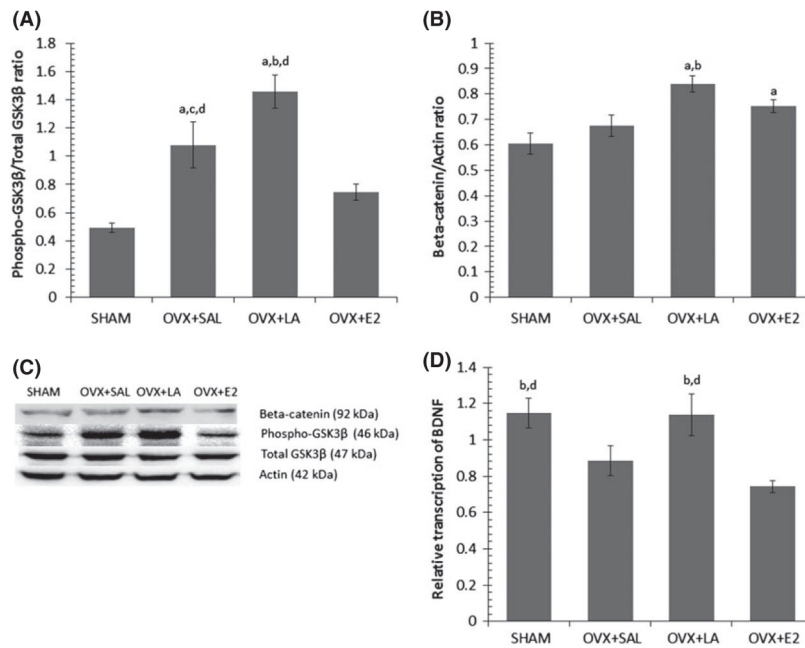 (A)
Phospho-GSK3β/Total GSK3β ratio
1.8
1.6
1.4
1.2
1
0.8
0.6
0.4
0.2
0
a,c,d
a,b,d
SHAM OVX+SAL OVX+LA OVX+E2
(B)
Beta-catenin/Actin ratio
1
0.9
0.8
0.7
0.6
0.5
0.4
0.3
0.2
0.1
0
a,b
a
SHAM OVX+SAL OVX+LA OVX+E2
(C)
SHAM OVX+SAL OVX+LA OVX+E2
Beta-catenin (92 kDa)
Phospho-GSK3β (46 kDa)
Total GSK3β (47 kDa)
Actin (42 kDa)
(D)
Relative transcription of BDNF
1.4
1.2
1
0.8
0.6
0.4
0.2
0
b,d
b,d
SHAM OVX+SAL OVX+LA OVX+E2